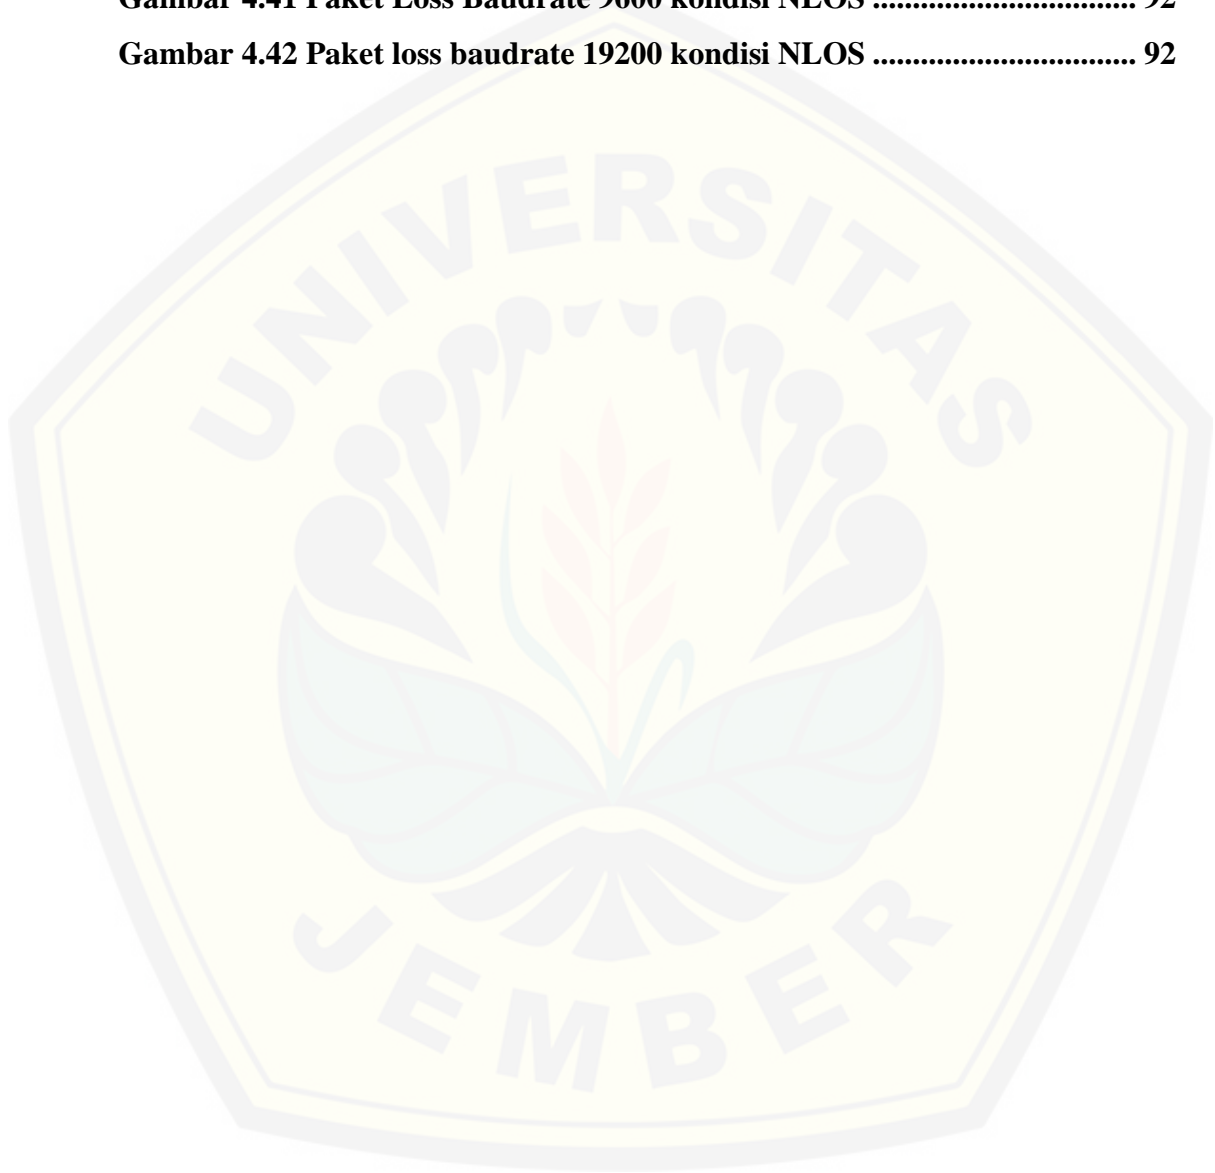 Gambar 4.41 Paket Loss Baudrate 9600 kondisi NLOS ................................. 92
Gambar 4.42 Paket loss baudrate 19200 kondisi NLOS ................................. 92
UNIVERSITAS
JEMBER